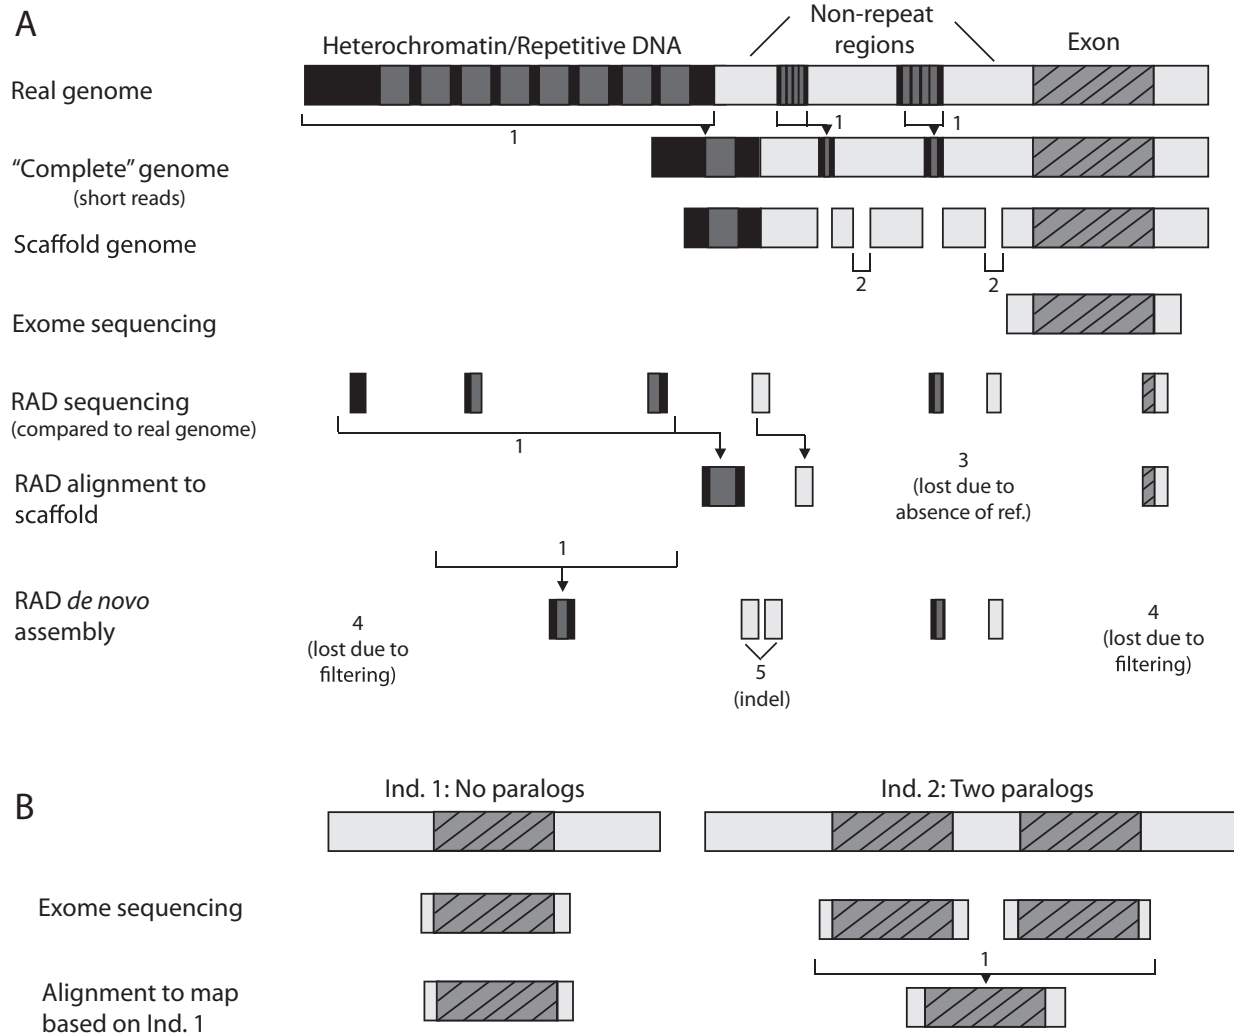 A
Heterochromatin/Repetitive DNA
Non-repeat
regions
Exon
Real genome
1
1
1
“Complete” genome
(short reads)
Scaffold genome
2
2
Exome sequencing
RAD sequencing
(compared to real genome)
1
RAD alignment to
scaffold
3
(lost due to
absence of ref.)
1
RAD de novo
assembly
4
(lost due to
filtering)
5
(indel)
4
(lost due to
filtering)
B
Ind. 1: No paralogs
Ind. 2: Two paralogs
Exome sequencing
1
Alignment to map
based on Ind. 1